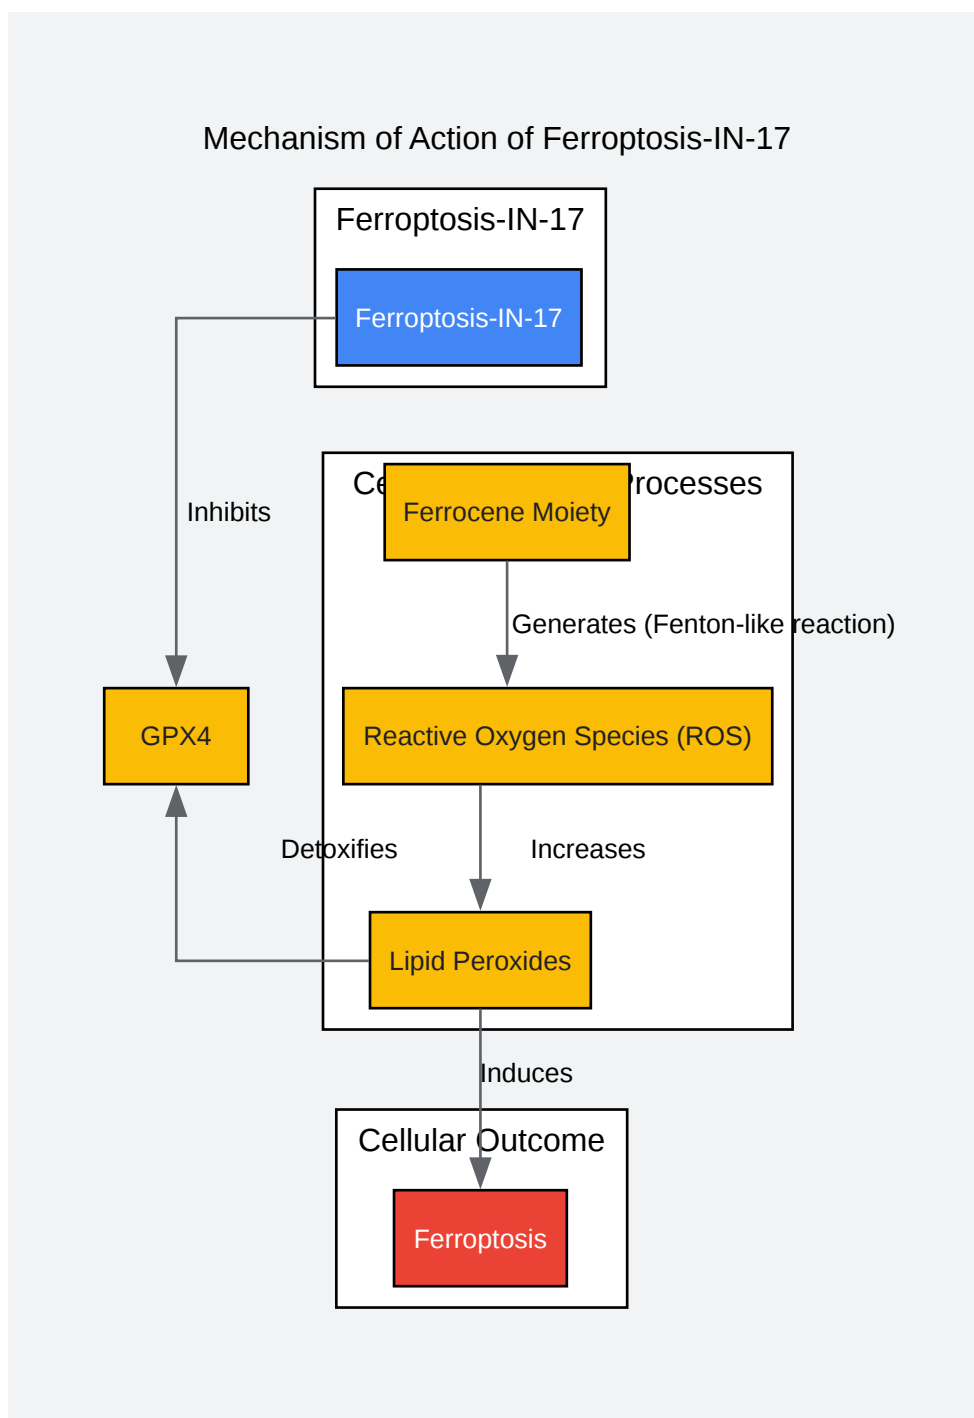 Mechanism of Action of Ferroptosis-IN-17
Ferroptosis-IN-17
Ferroptosis-IN-17
Processes
Ferrocene Moiety
Inhibits
Generates (Fenton-like reaction)
GPX4
Reactive Oxygen Species (ROS)
Detoxifies
Increases
Lipid Peroxides
Induces
Cellular Outcome
Ferroptosis